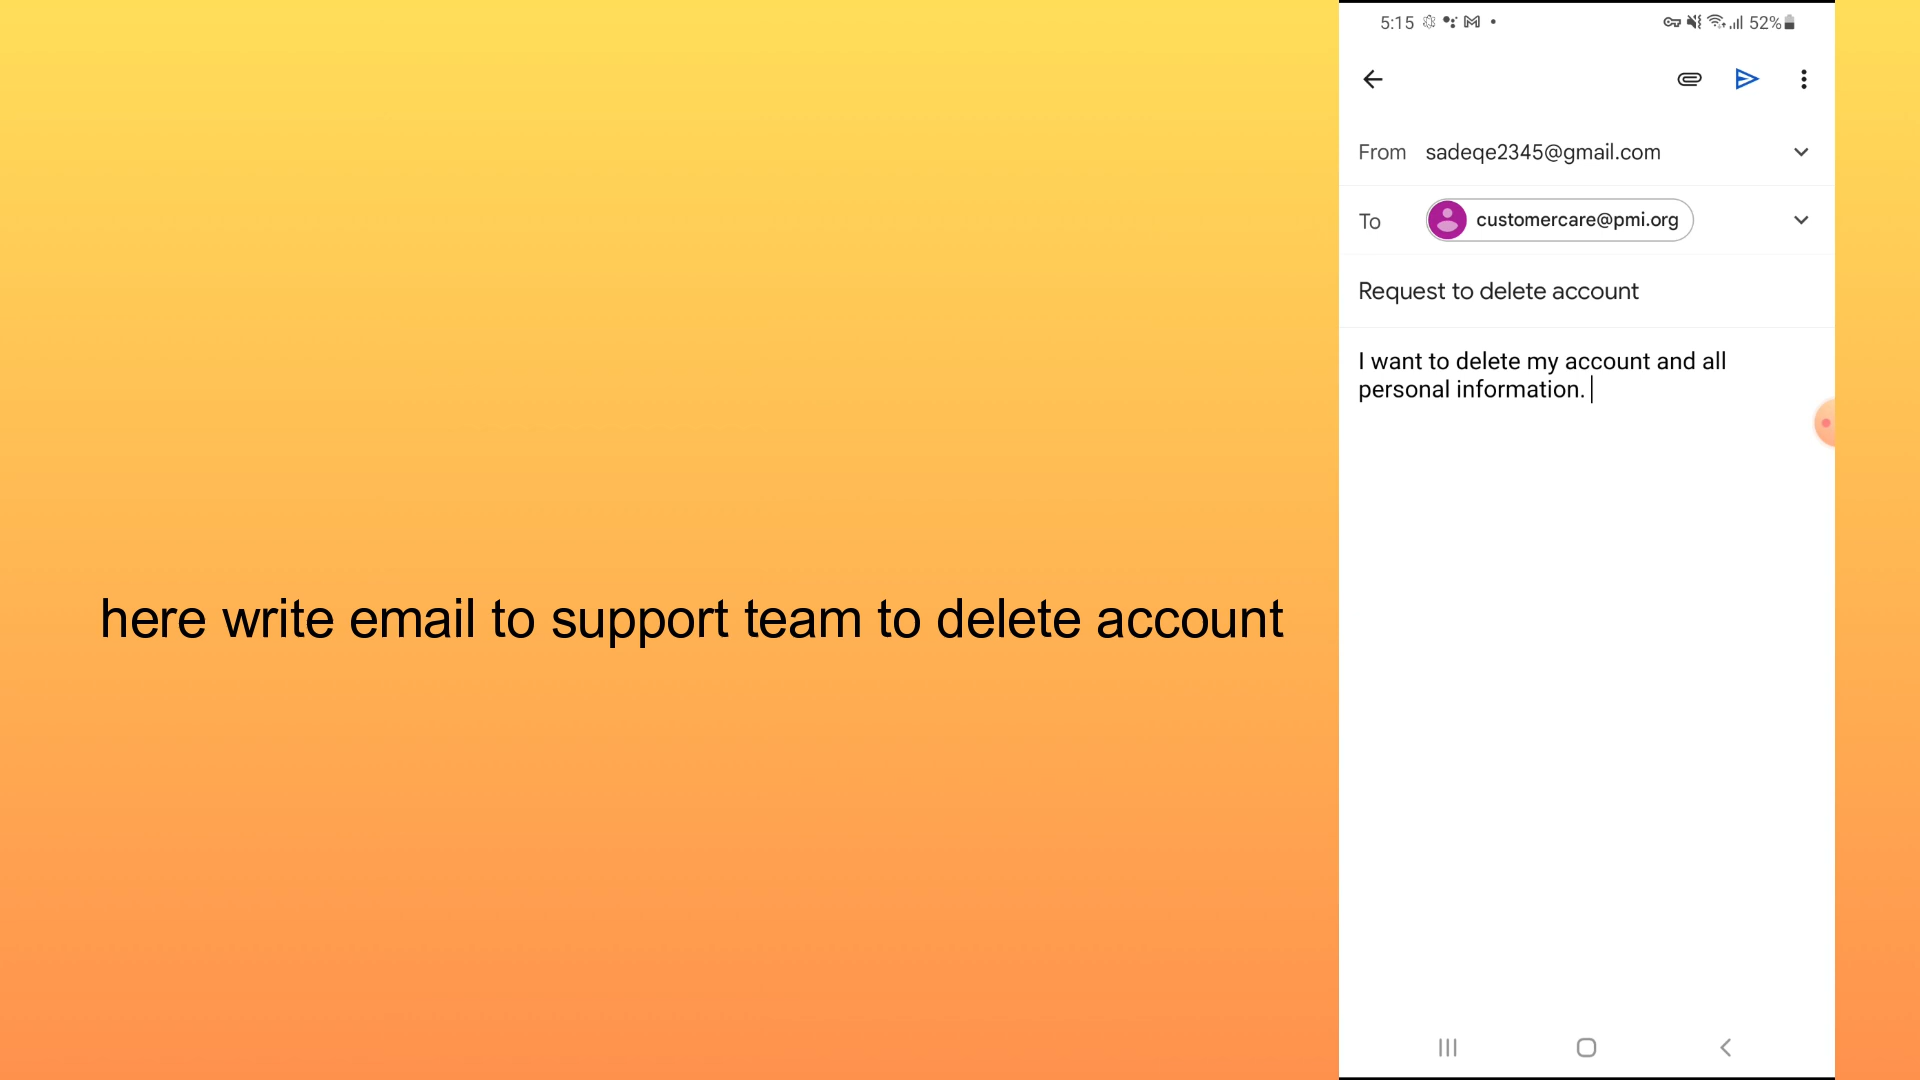 5:15
52%
From sadeqe2345@gmail.com
To customercare@pmi.org
Request to delete account
I want to delete my account and all
personal information.
here write email to support team to delete account